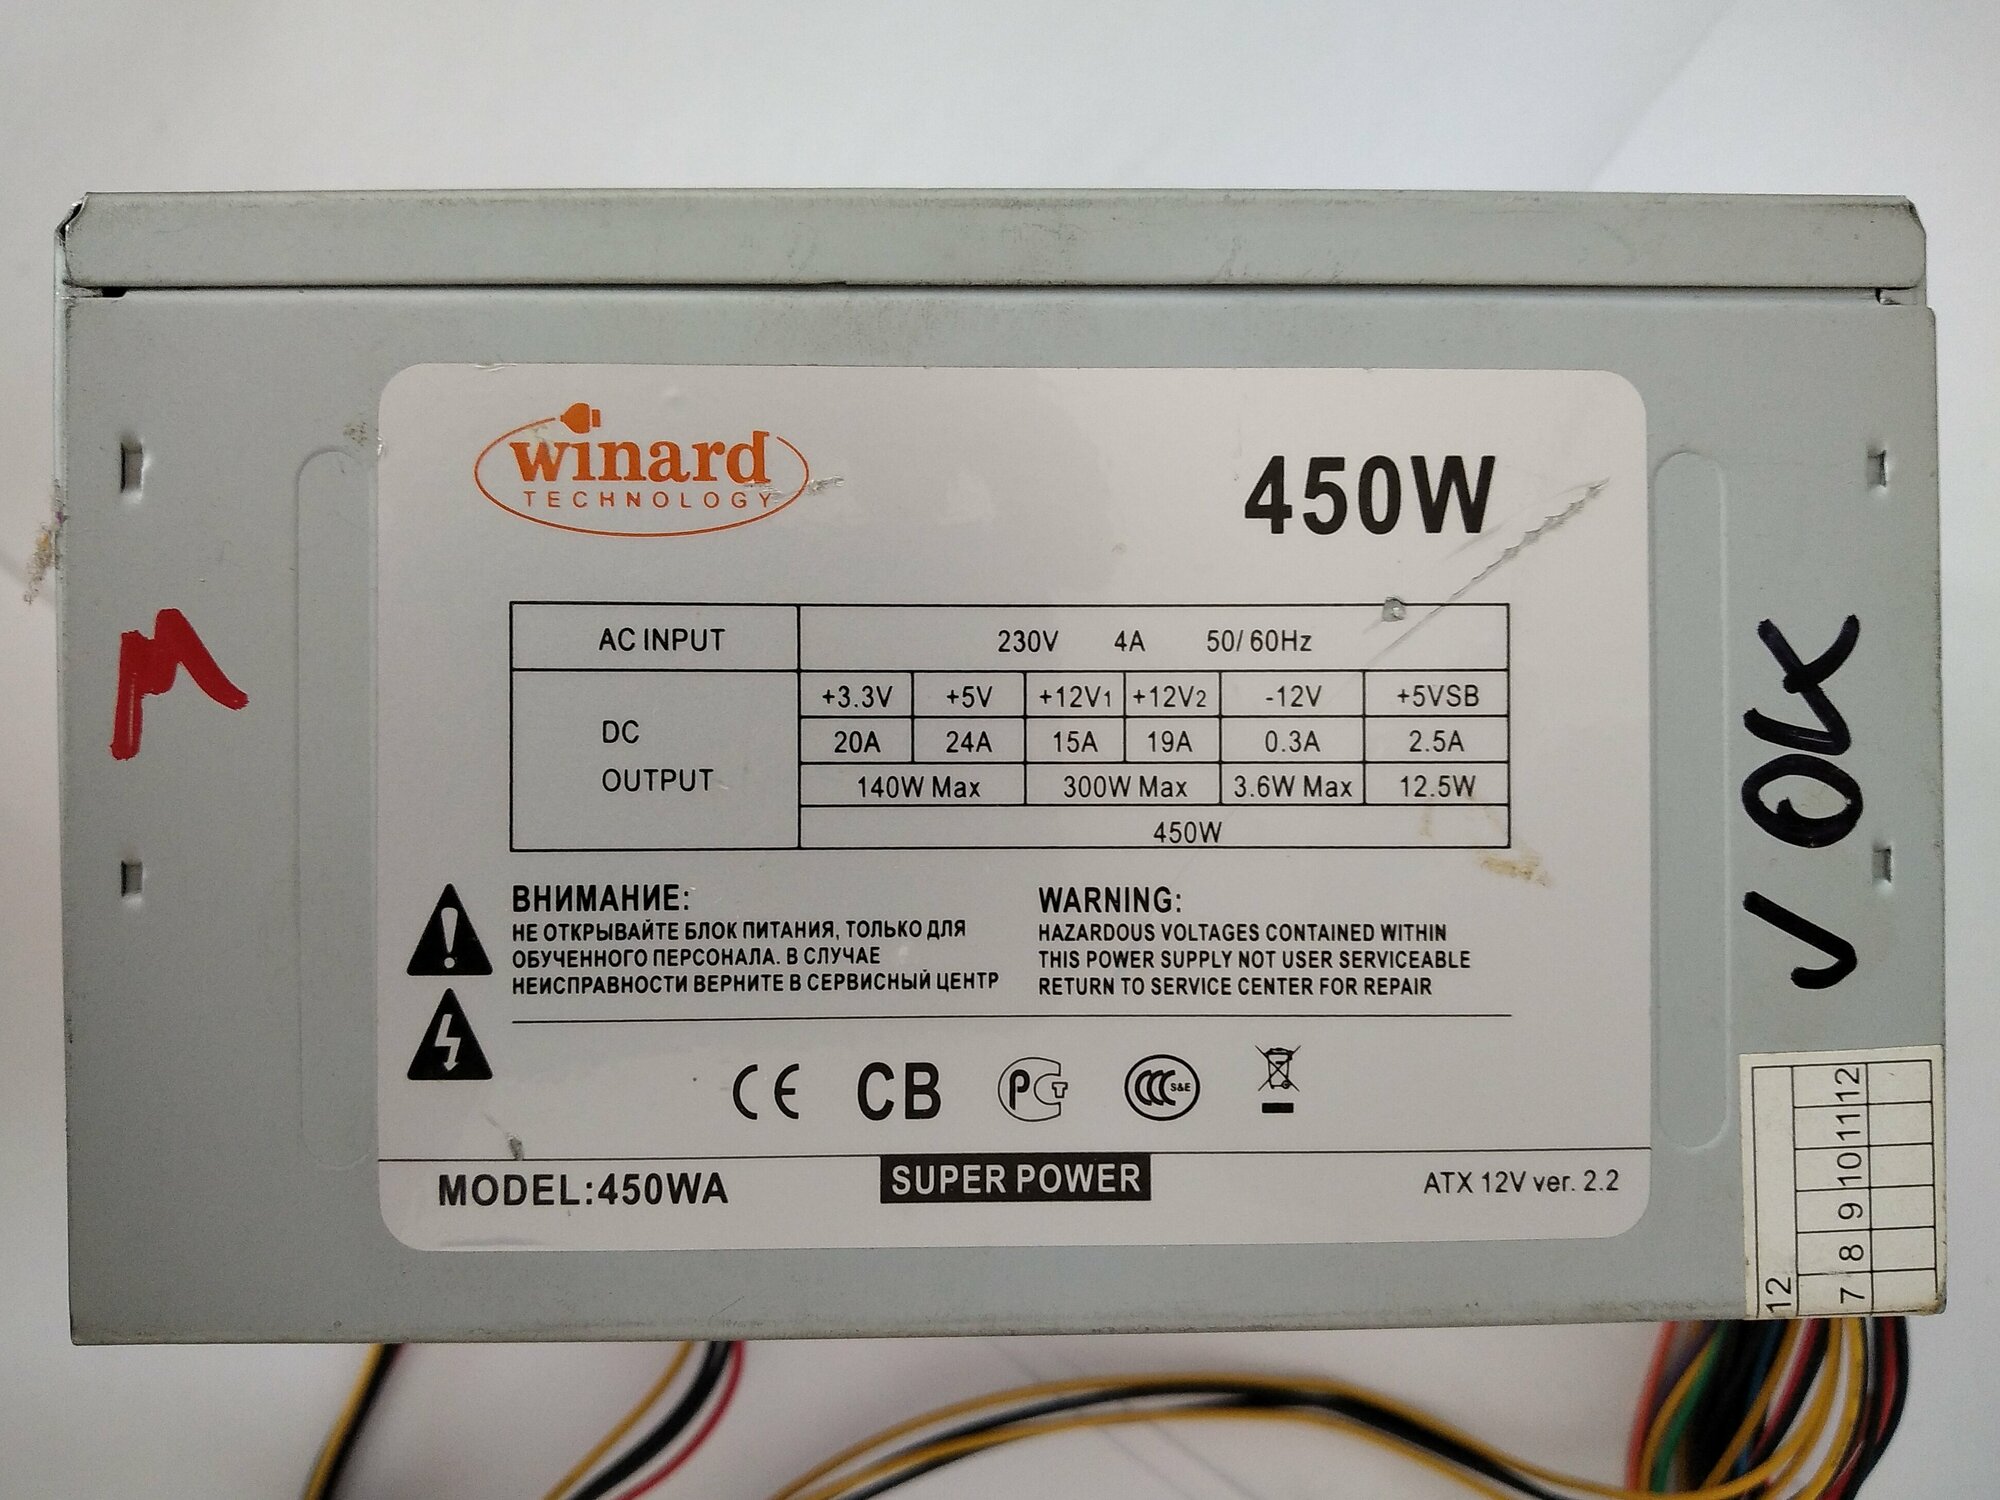 winard
TECHNOLOGY
450W
AC INPUT 230V 4A 50/60Hz
DC OUTPUT
+3.3V +5V +12V1 +12V2 -12V +5VSB
20A 24A 15A 19A 0.3A 2.5A
140W Max 300W Max 3.6W Max 12.5W
450W
ВНИМАНИЕ:
НЕ ОТКРЫВАЙТЕ БЛОК ПИТАНИЯ, ТОЛЬКО ДЛЯ
ОБУЧЕННОГО ПЕРСОНАЛА. В СЛУЧАЕ
НЕИСПРАВНОСТИ ВЕРНИТЕ В СЕРВИСНЫЙ ЦЕНТР
WARNING:
HAZARDOUS VOLTAGES CONTAINED WITHIN
THIS POWER SUPPLY NOT USER SERVICEABLE
RETURN TO SERVICE CENTER FOR REPAIR
CE CB РСТ CCC S&E
MODEL:450WA
SUPER POWER
ATX 12V ver. 2.2
OK
12
7 8 9 10 11 12